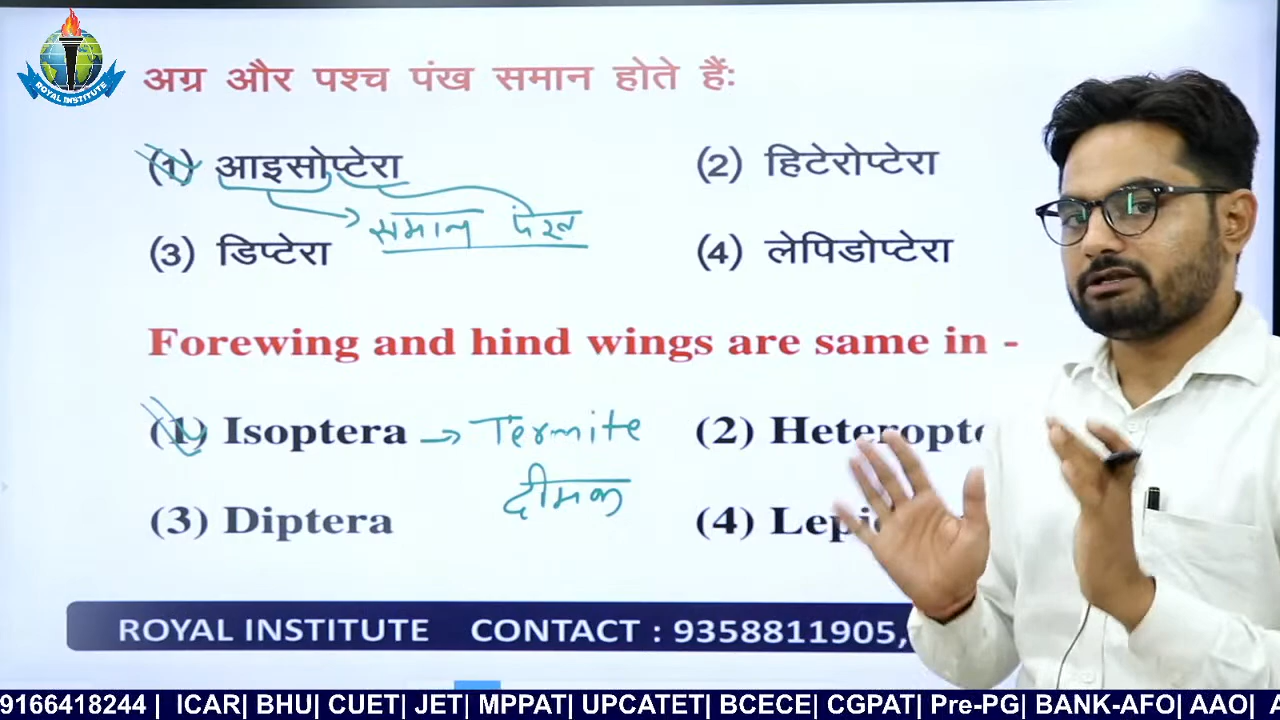 ROYAL INSTITUTE
अग्र और पश्च पंख समान होते हैं:
(1) आइसोप्टेरा
(2) हिटेरोप्टेरा
समान पंख
(3) डिप्टेरा
(4) लेपिडोप्टेरा
Forewing and hind wings are same in -
(1) Isoptera → Termite
(2) Heteropte
दीमक
(3) Diptera
(4) Lepi
ROYAL INSTITUTE CONTACT : 9358811905,
9166418244 | ICAR| BHU| CUET| JET| MPPAT| UPCATET| BCECE| CGPAT| Pre-PG| BANK-AFO| AAO| A